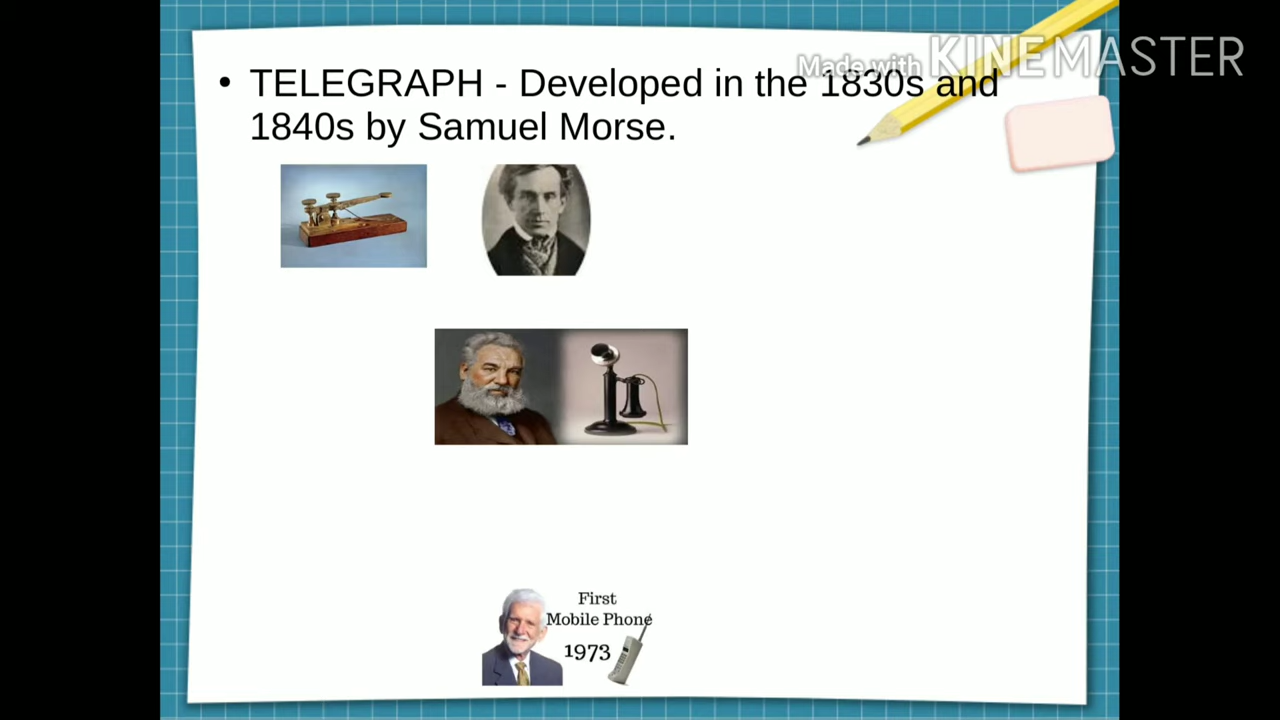 Made with KINEMASTER
• TELEGRAPH - Developed in the 1830s and
1840s by Samuel Morse.
First
Mobile Phone
1973